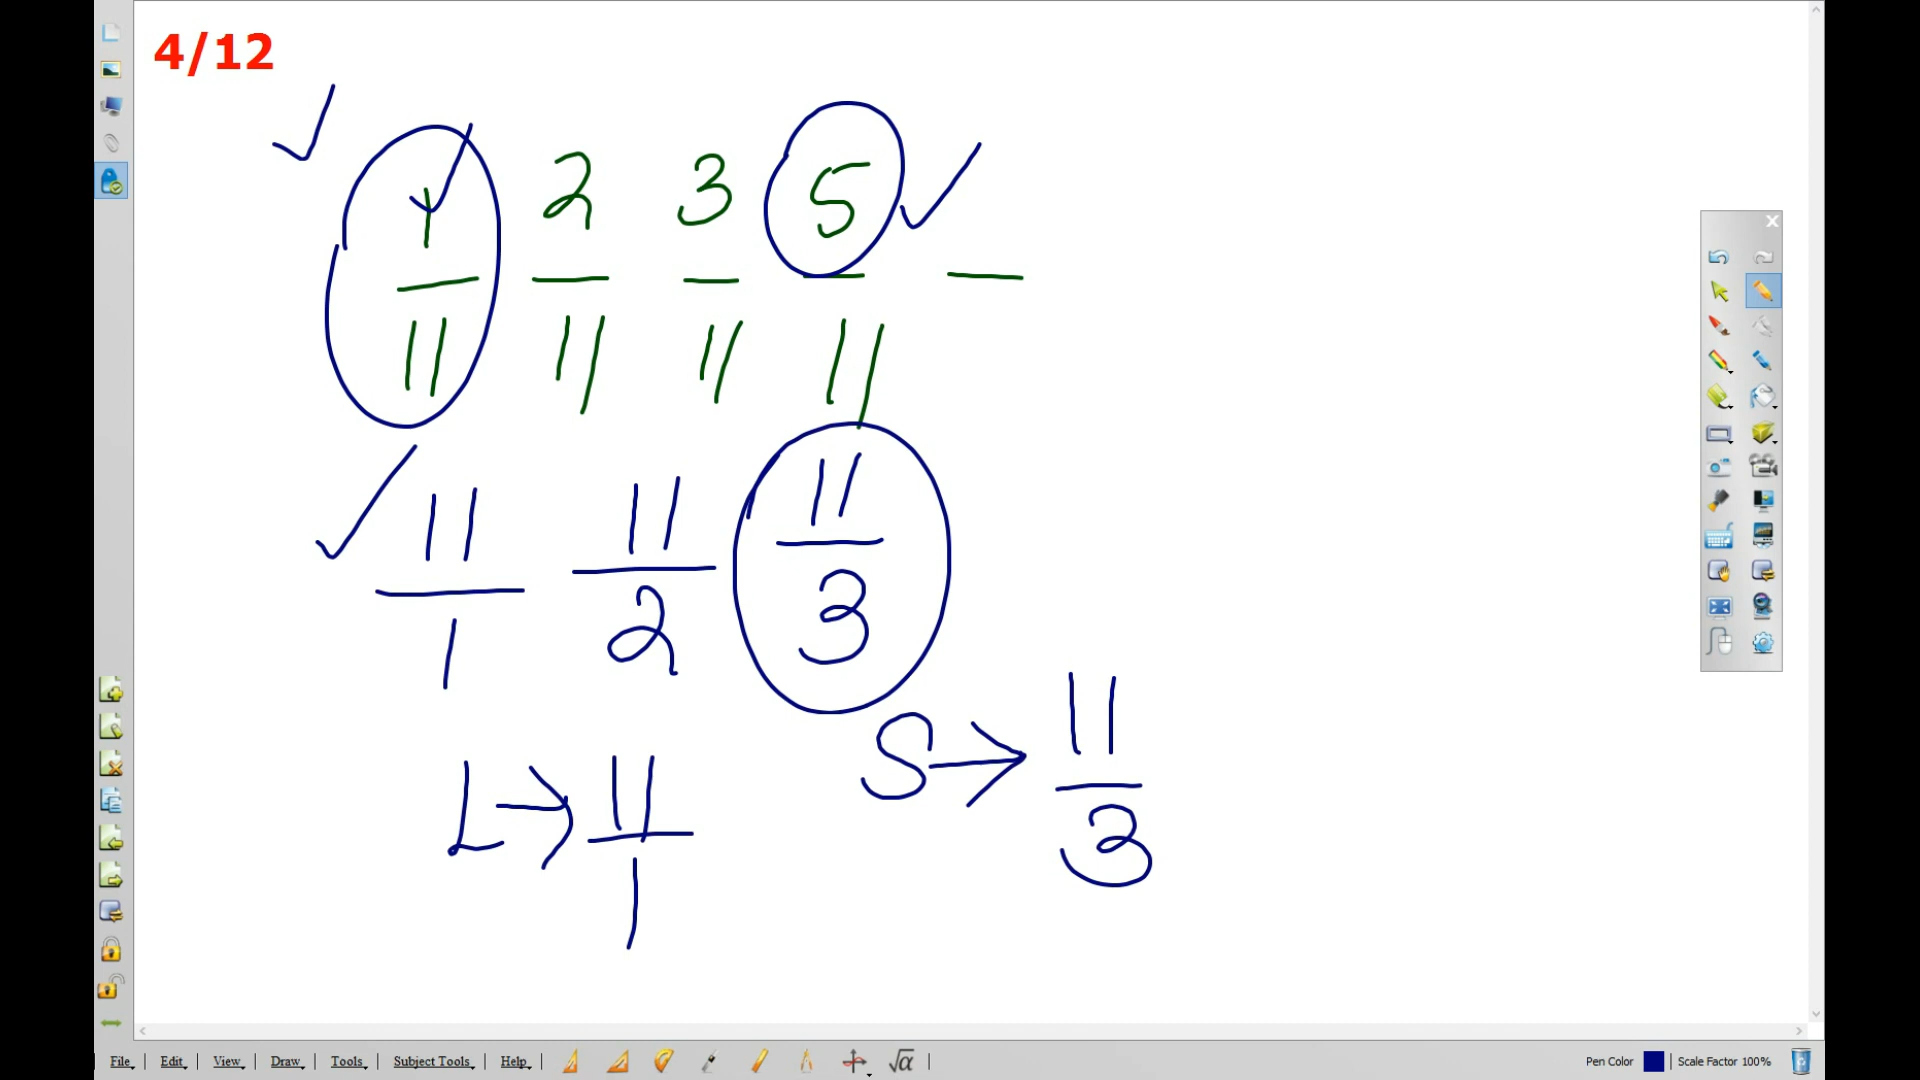 4/12
1 2 3 5
11 11 11 11
11 11 11
1 2 3
L → 11/1
S → 11/3
File Edit View Draw Tools Subject Tools Help Pen Color Scale Factor 100%